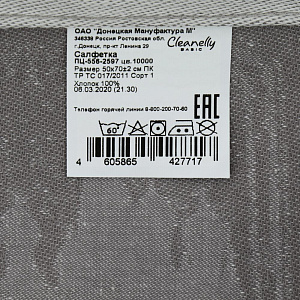 ОАО "Донецкая Мануфактура М"
346338 Россия Ростовская обл.
г.Донецк, пр-кт Ленина 29
Cleanelly
BASIC
Салфетка
ПЦ-556-2597 цв.10000
Размер 50х70±2 см ПК
ТР ТС 017/2011 Сорт 1
Хлопок 100%
06.03.2020 (21.30)
Телефон горячей линии 8-800-200-70-60
EAC
60°
4 605865 427717